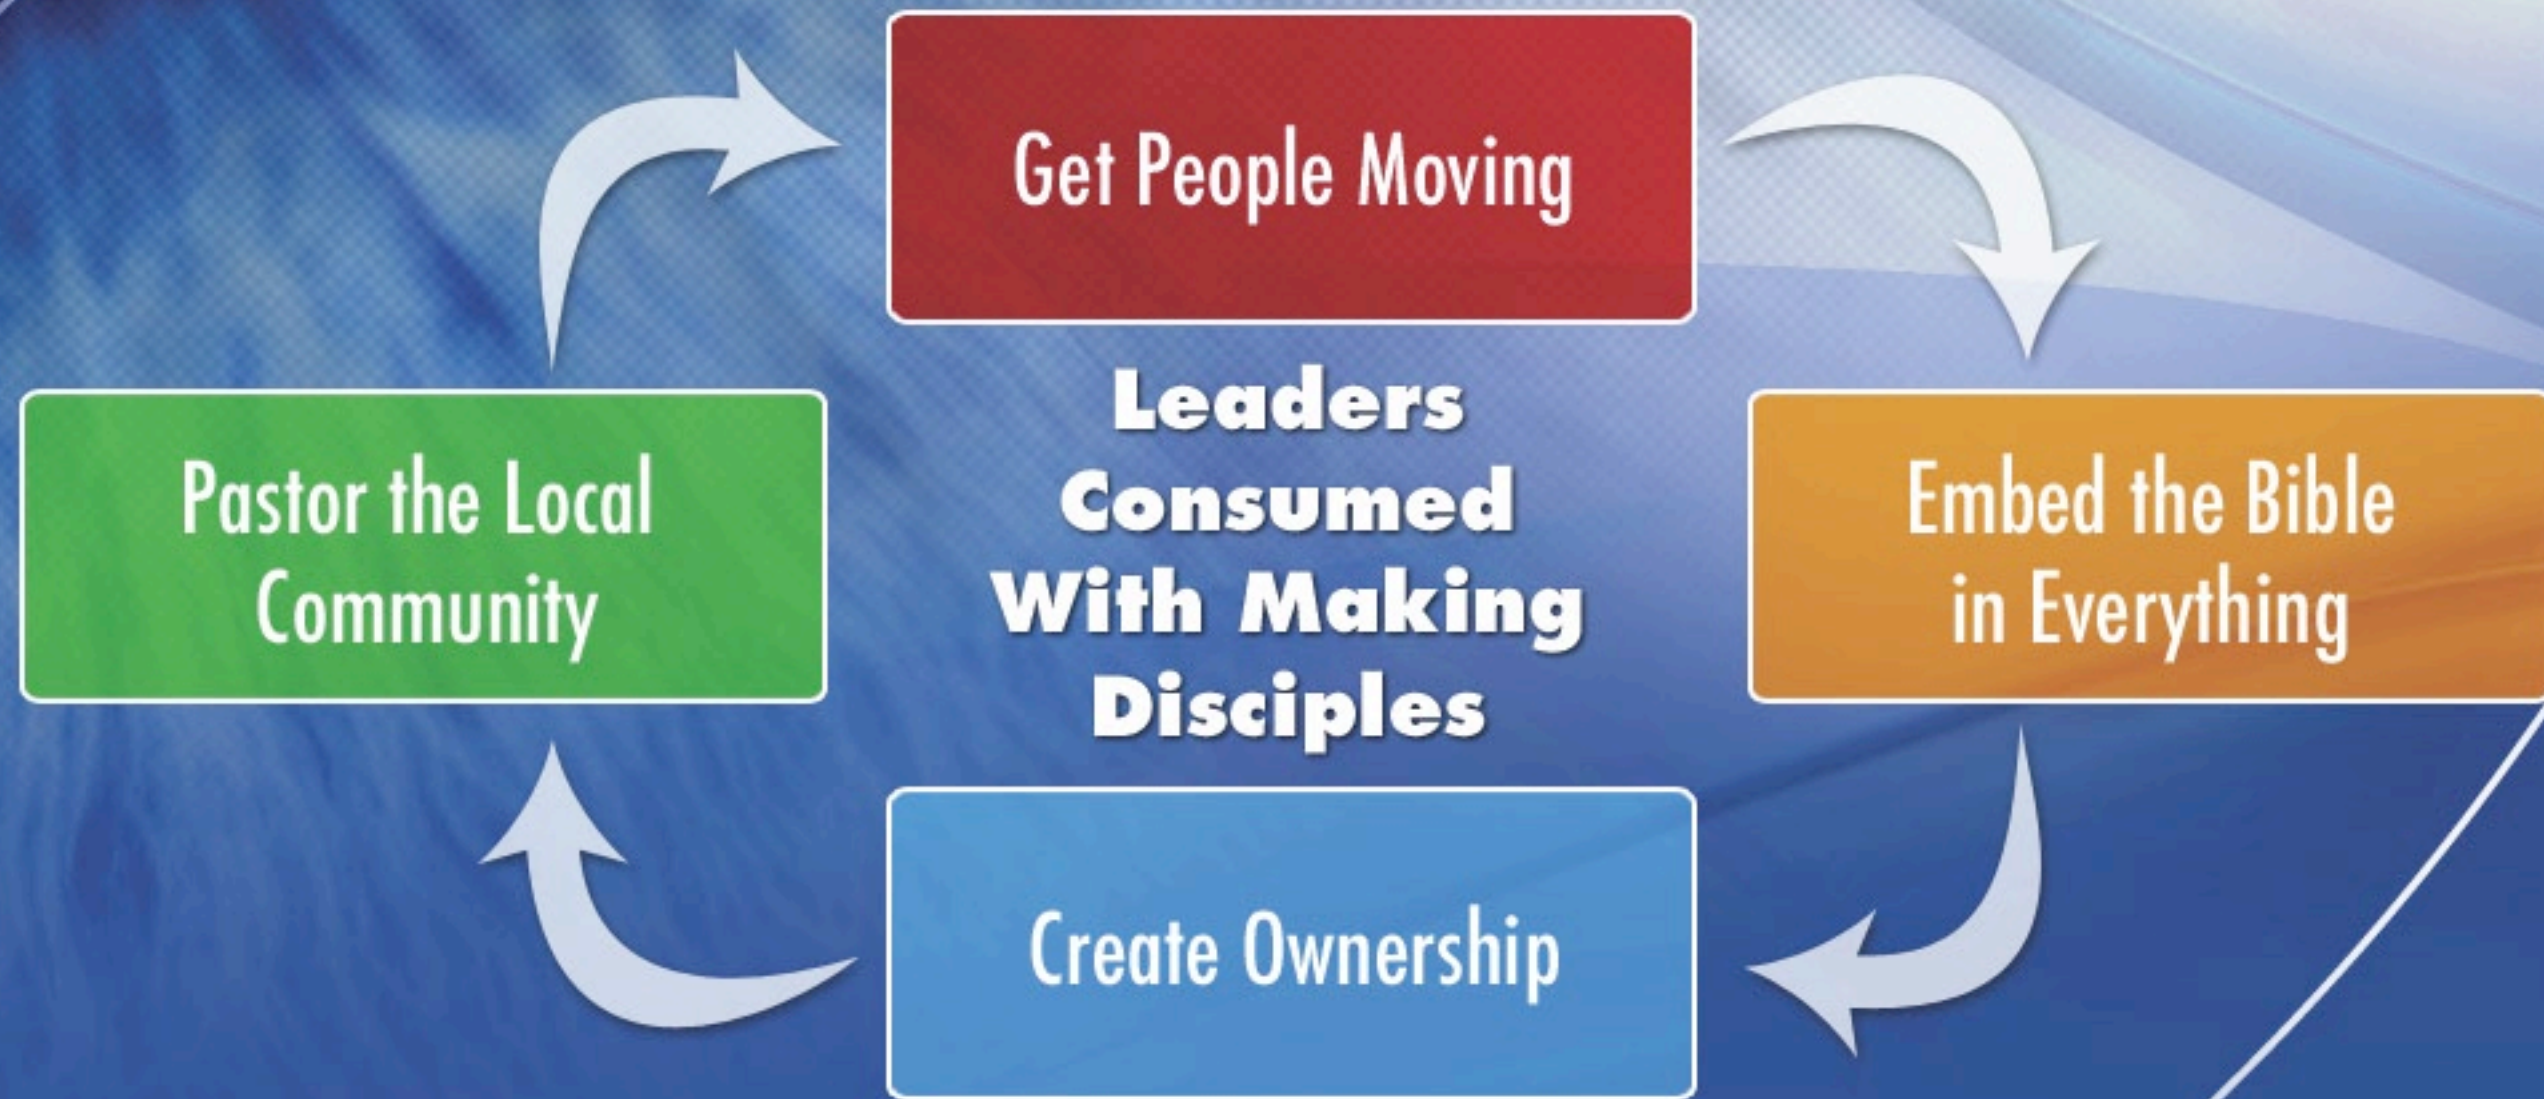 Get People Moving
Leaders
Consumed
With Making
Disciples
Pastor the Local
Community
Embed the Bible
in Everything
Create Ownership